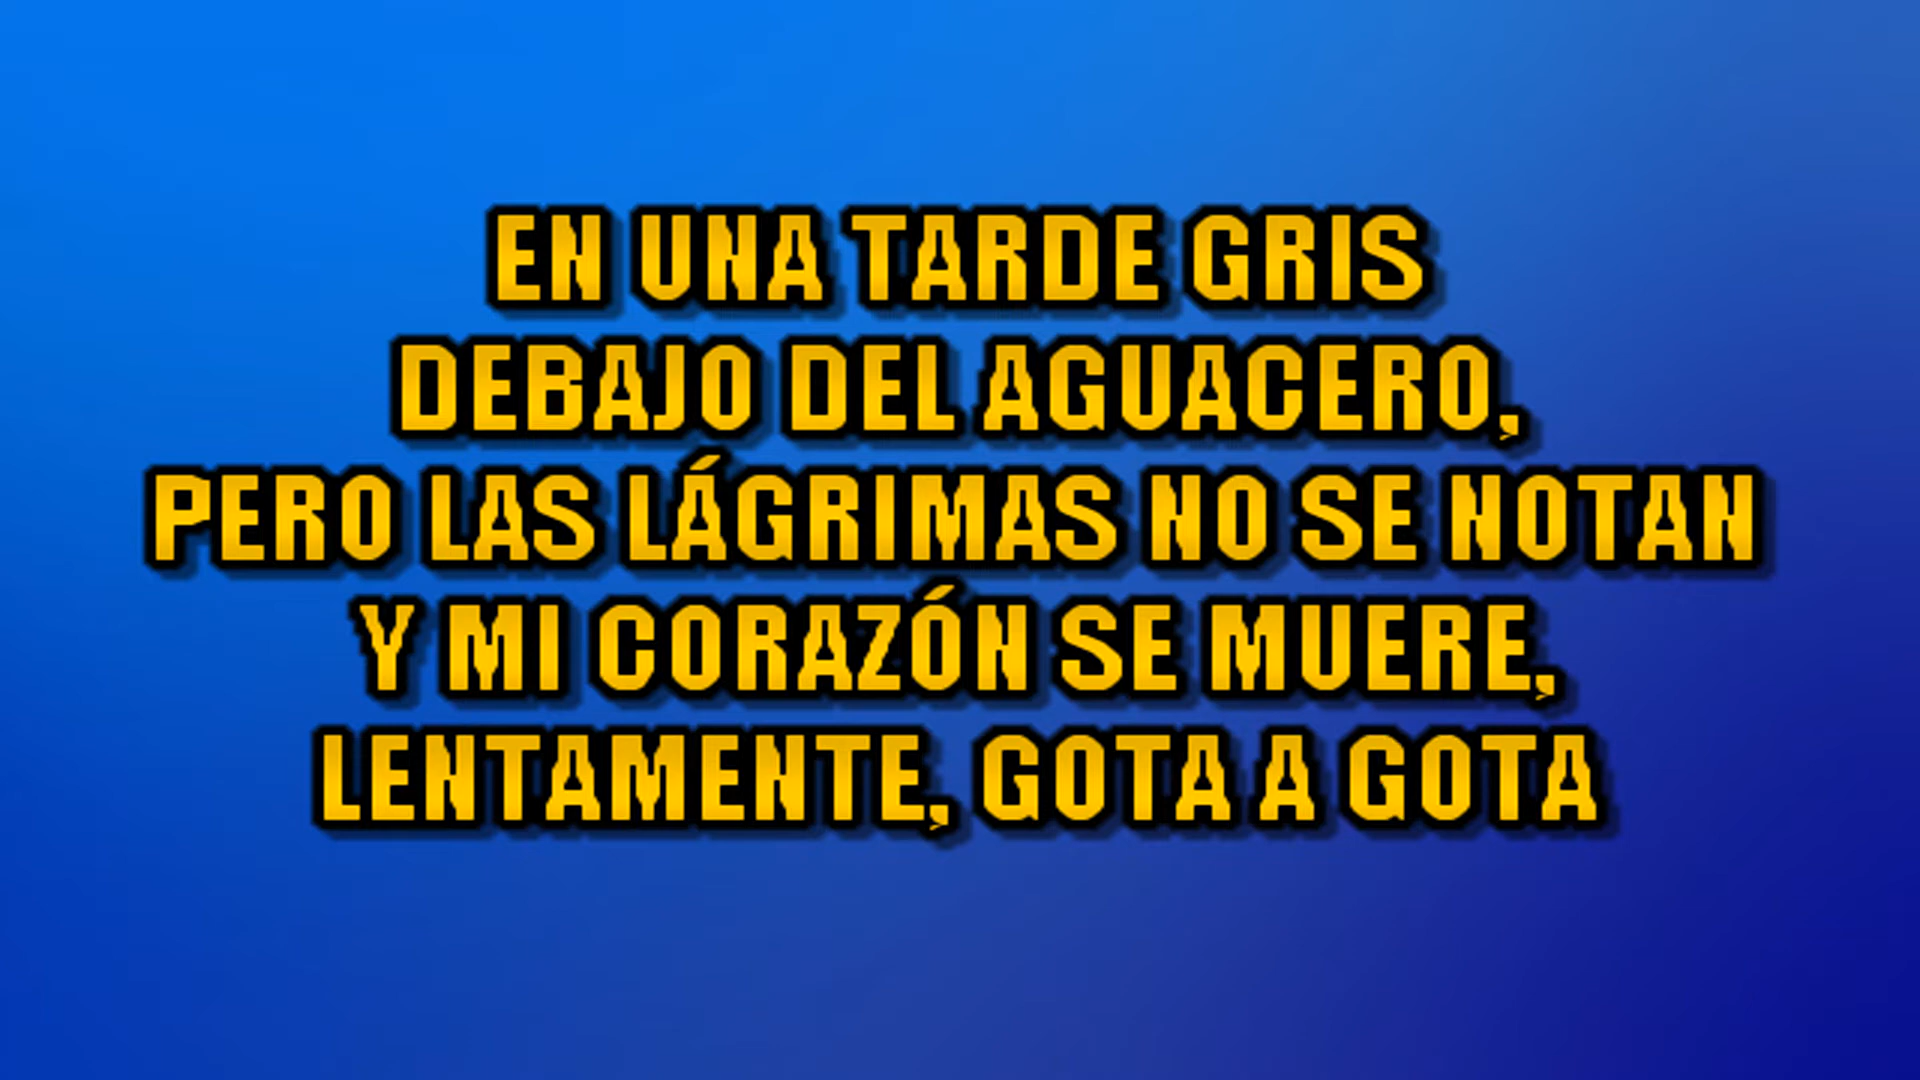 EN UNA TARDE GRIS
DEBAJO DEL AGUACERO,
PERO LAS LÁGRIMAS NO SE NOTAN
Y MI CORAZÓN SE MUERE,
LENTAMENTE, GOTA A GOTA